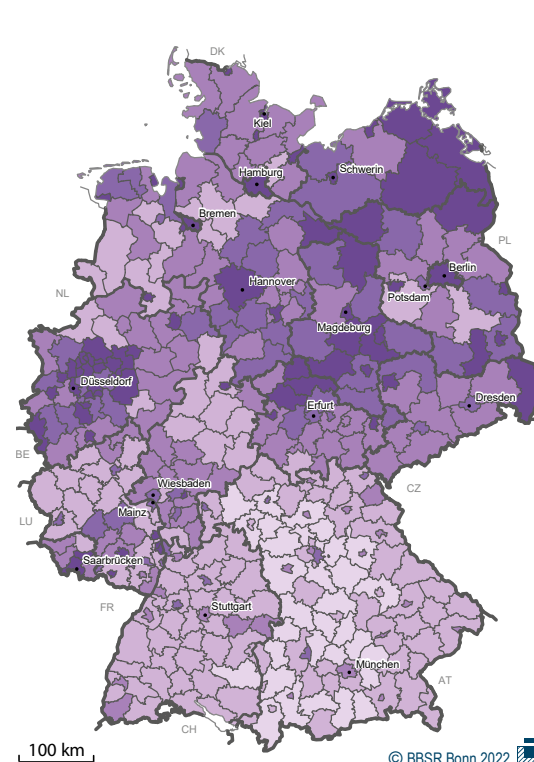 DK
Kiel
Hamburg
Schwerin
Bremen
PL
Berlin
Hannover
Potsdam
NL
Magdeburg
Düsseldorf
Dresden
Erfurt
BE
Wiesbaden
CZ
Mainz
LU
Saarbrücken
FR
Stuttgart
München
AT
CH
100 km
© BBSR Bonn 2022